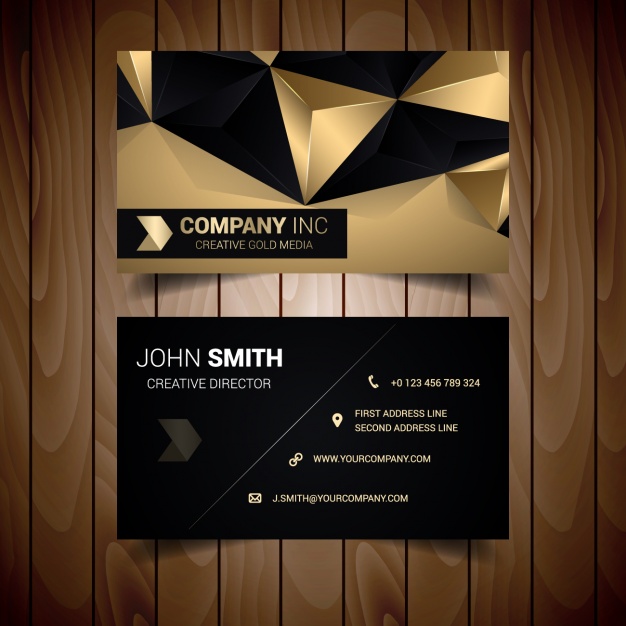 COMPANY INC
CREATIVE GOLD MEDIA
JOHN SMITH
CREATIVE DIRECTOR
+0 123 456 789 324
FIRST ADDRESS LINE
SECOND ADDRESS LINE
WWW.YOURCOMPANY.COM
J.SMITH@YOURCOMPANY.COM